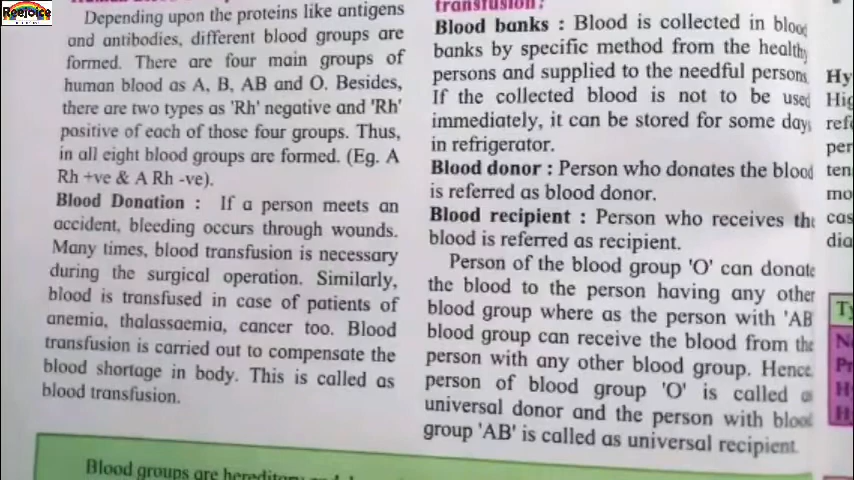 Reejoice
Depending upon the proteins like antigens
and antibodies, different blood groups are
formed. There are four main groups of
human blood as A, B, AB and O. Besides,
there are two types as 'Rh' negative and 'Rh'
positive of each of those four groups. Thus,
in all eight blood groups are formed. (Eg. A
Rh +ve & A Rh -ve).
Blood Donation : If a person meets an
accident, bleeding occurs through wounds.
Many times, blood transfusion is necessary
during the surgical operation. Similarly,
blood is transfused in case of patients of
anemia, thalassaemia, cancer too. Blood
transfusion is carried out to compensate the
blood shortage in body. This is called as
blood transfusion.
Blood groups are hereditory
transfusion?
Blood banks : Blood is collected in blood
banks by specific method from the healthy
persons and supplied to the needful persons.
If the collected blood is not to be used
immediately, it can be stored for some days
in refrigerator.
Blood donor : Person who donates the blood
is referred as blood donor.
Blood recipient : Person who receives the
blood is referred as recipient.
Person of the blood group 'O' can donate
the blood to the person having any other
blood group where as the person with 'AB
blood group can receive the blood from the
person with any other blood group. Hence
person of blood group 'O' is called as
universal donor and the person with blood
group 'AB' is called as universal recipient.
Hy
Hig
refe
per
ten
mo
cas
dia
Ty
N
Pr
H
H